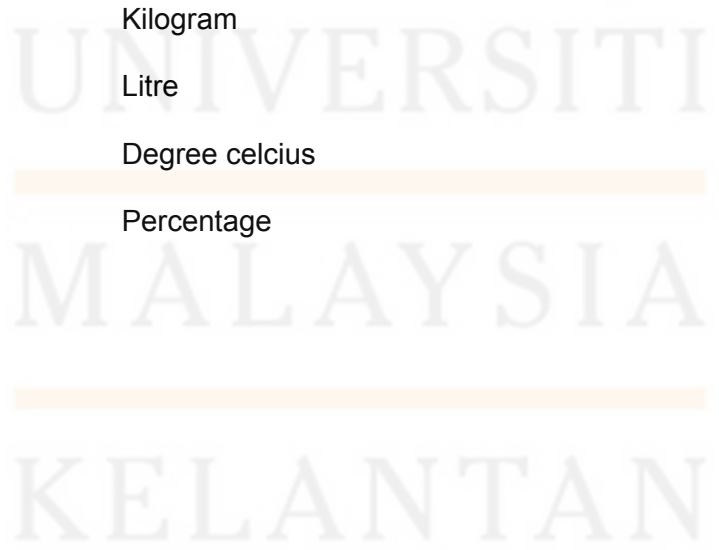 Kilogram
UNIVERSITI
Litre
Degree celcius
Percentage
MALAYSIA
KELANTAN